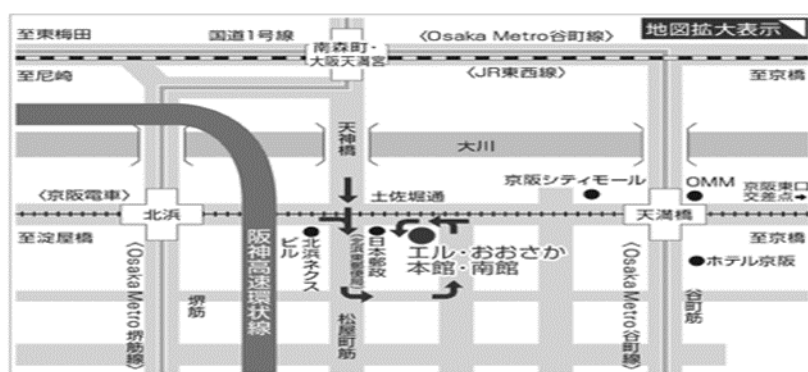 地図拡大表示
至東梅田
国道1号線
南森町・
大阪天満宮
〈Osaka Metro谷町線〉
至尼崎
〈JR東西線〉
至京橋
天神橋
大川
京阪シティモール
OMM
京阪東口
交差点→
〈京阪電車〉
北浜
土佐堀通
天満橋
至淀屋橋
阪神高速環状線
北浜ネクス
ビル
〈北浜東郵便局〉
日本郵政
エル・おおさか
本館・南館
至京橋
ホテル京阪
〈Osaka Metro堺筋線〉
堺筋
松屋町筋
〈Osaka Metro谷町線〉
谷町筋